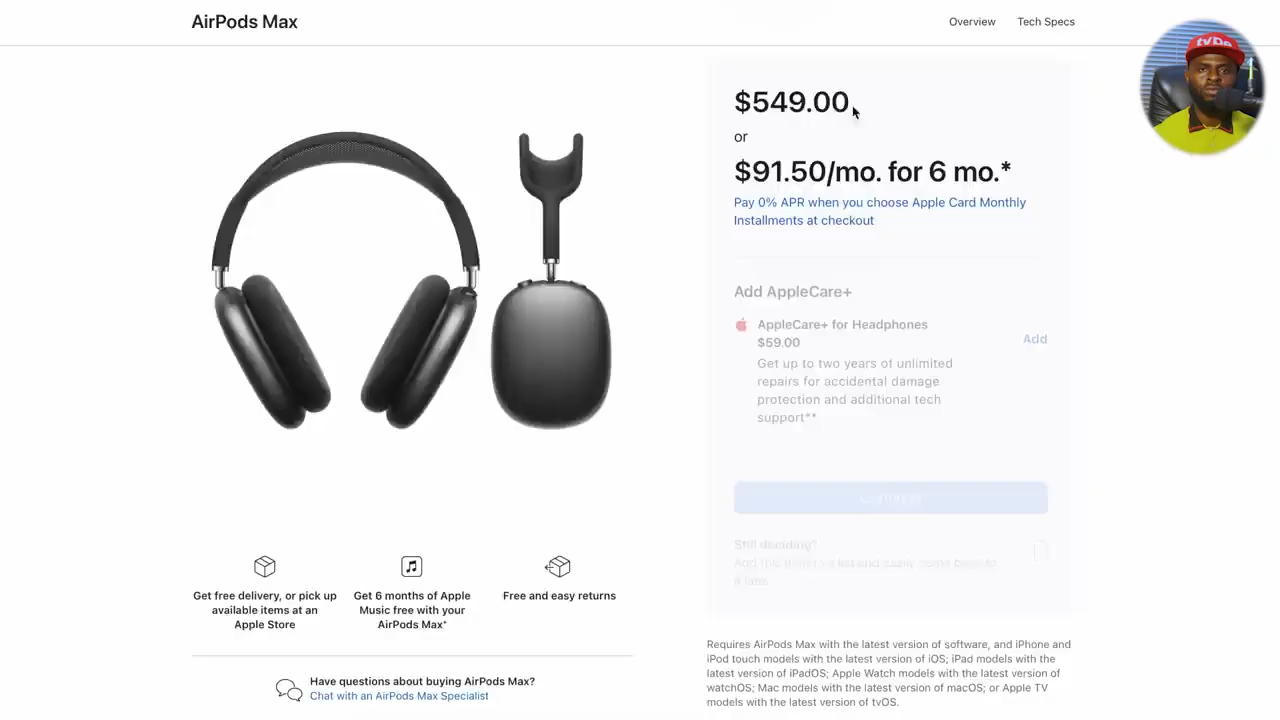 AirPods Max
Overview
Tech Specs
$549.00
or
$91.50/mo. for 6 mo.*
Pay 0% APR when you choose Apple Card Monthly
Installments at checkout
Add AppleCare+
AppleCare+ for Headphones
$59.00
Add
Get up to two years of unlimited
repairs for accidental damage
protection and additional tech
support**
Continue
Still deciding?
Get free delivery, or pick up
available items at an
Apple Store
Get 6 months of Apple
Music free with your
AirPods Max*
Free and easy returns
Have questions about buying AirPods Max?
Chat with an AirPods Max Specialist
Requires AirPods Max with the latest version of software, and iPhone and
iPod touch models with the latest version of iOS; iPad models with the
latest version of iPadOS; Apple Watch models with the latest version of
watchOS; Mac models with the latest version of macOS; or Apple TV
models with the latest version of tvOS.